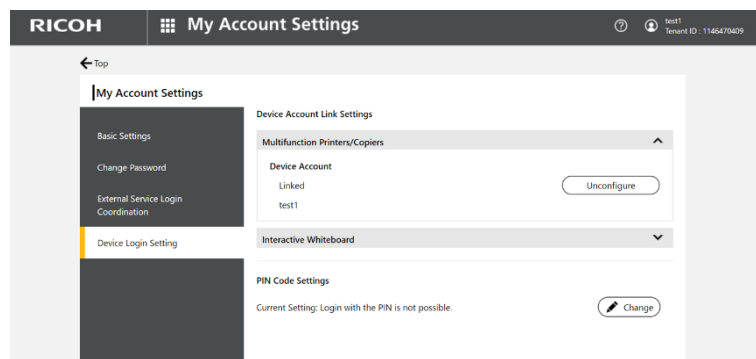 RICOH
My Account Settings
test1
Tenant ID : 1146470409
Top
My Account Settings
Basic Settings
Change Password
External Service Login
Coordination
Device Login Setting
Device Account Link Settings
Multifunction Printers/Copiers
Device Account
Linked
Unconfigure
test1
Interactive Whiteboard
PIN Code Settings
Current Setting: Login with the PIN is not possible.
Change